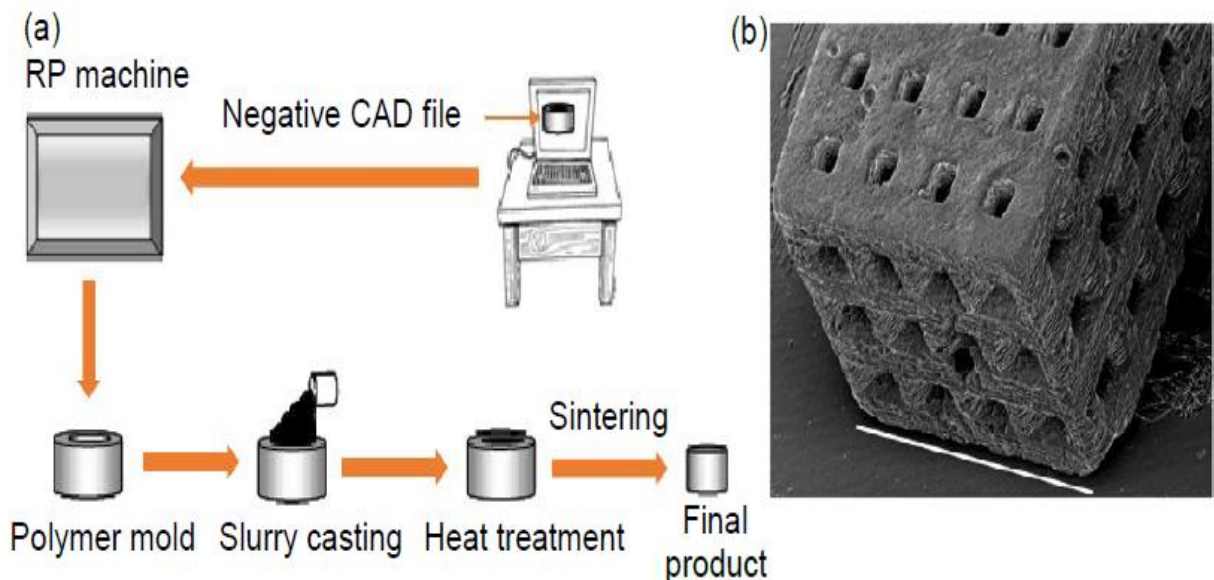 (a)
RP machine
Negative CAD file
(b)
Polymer mold
Slurry casting
Heat treatment
Sintering
Final
product